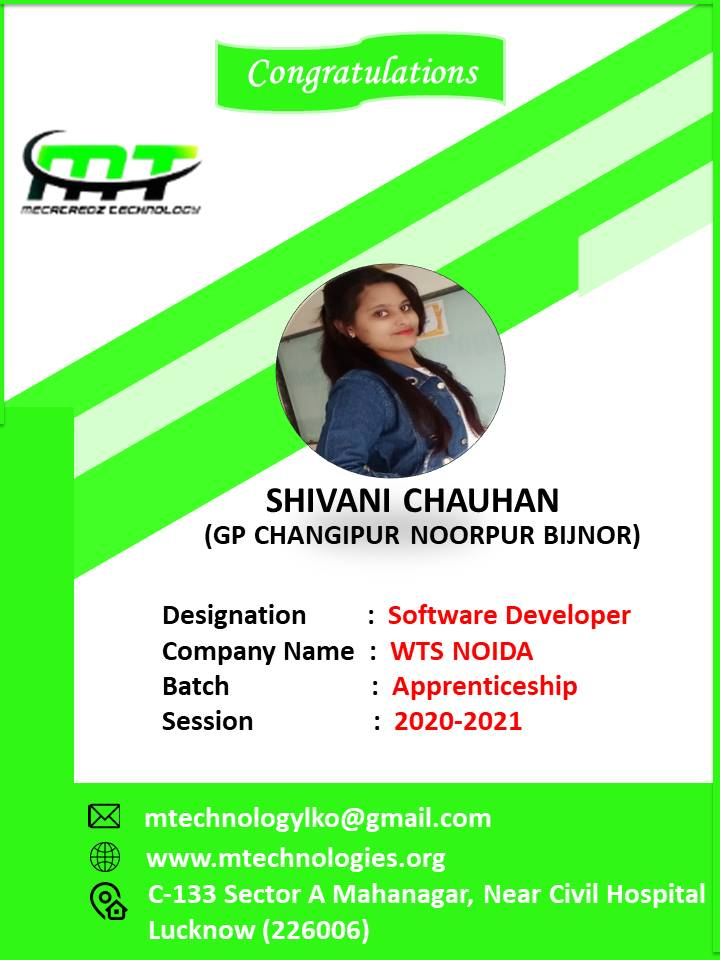 Congratulations
MT
MECATREDZ TECHNOLOGY
SHIVANI CHAUHAN
(GP CHANGIPUR NOORPUR BIJNOR)
Designation : Software Developer
Company Name : WTS NOIDA
Batch : Apprenticeship
Session : 2020-2021
mtechnologylko@gmail.com
www.mtechnologies.org
C-133 Sector A Mahanagar, Near Civil Hospital
Lucknow (226006)